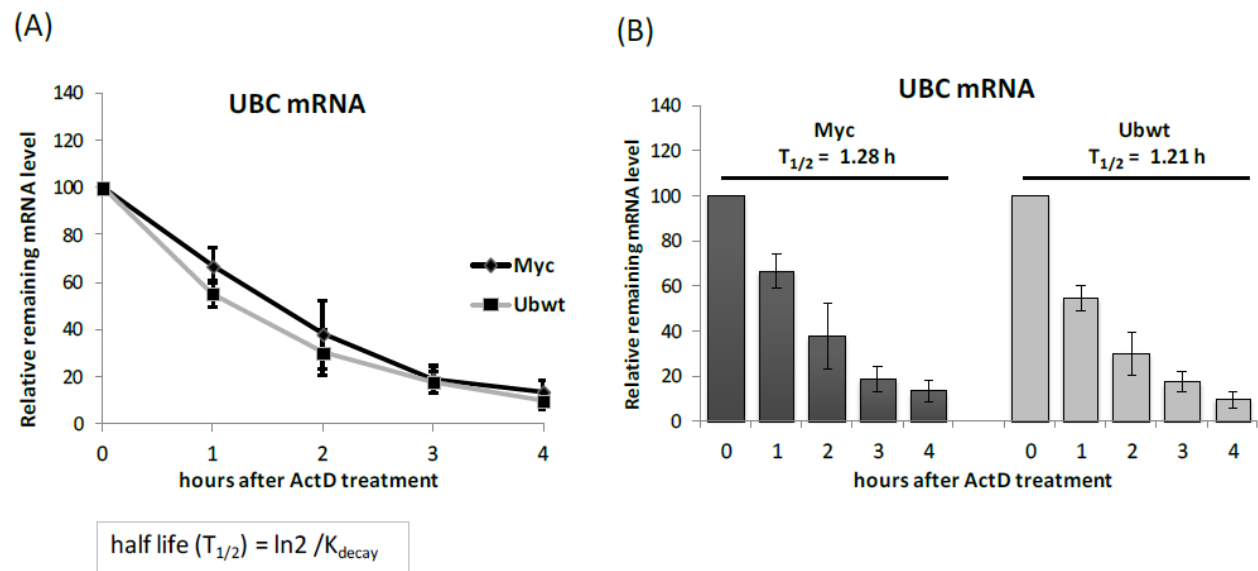 (A)
UBC mRNA
Relative remaining mRNA level
140
120
100
80
60
40
20
0
Myc
Ubwt
0 1 2 3 4
hours after ActD treatment
half life (T1/2) = ln2 /Kdecay
(B)
UBC mRNA
Relative remaining mRNA level
140
120
100
80
60
40
20
0
Myc
T1/2 = 1.28 h
Ubwt
T1/2 = 1.21 h
0 1 2 3 4 0 1 2 3 4
hours after ActD treatment